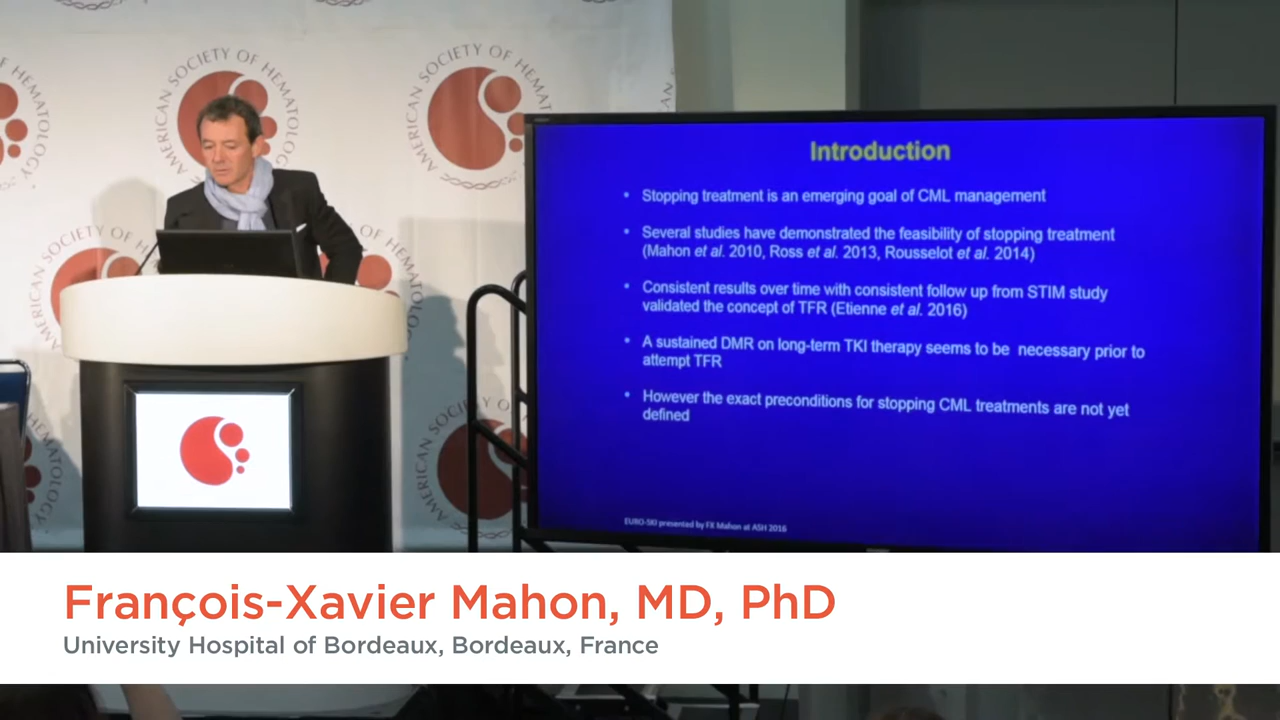 AMERICAN SOCIETY OF HEMATOLOGY
AMERICAN SOCIETY OF HEMATOLOGY
Introduction
• Stopping treatment is an emerging goal of CML management
• Several studies have demonstrated the feasibility of stopping treatment
(Mahon et al. 2010, Ross et al. 2013, Rousselot et al. 2014)
• Consistent results over time with consistent follow up from STIM study
validated the concept of TFR (Etienne et al. 2016)
• A sustained DMR on long-term TKI therapy seems to be necessary prior to
attempt TFR
• However the exact preconditions for stopping CML treatments are not yet
defined
EURO-SKI presented by FX Mahon at ASH 2016
François-Xavier Mahon, MD, PhD
University Hospital of Bordeaux, Bordeaux, France